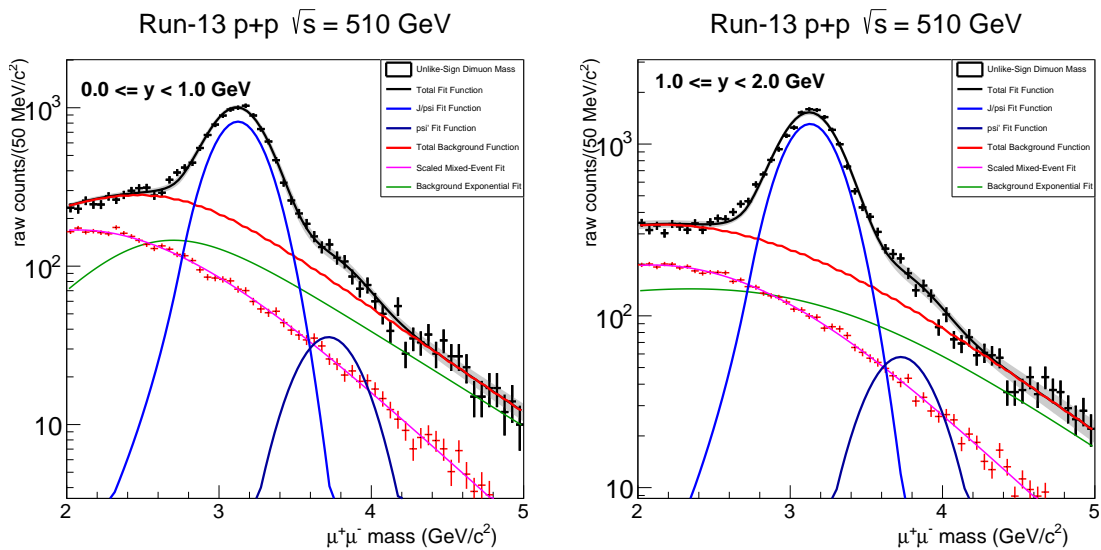 Run-13 p+p √s = 510 GeV
raw counts/(50 MeV/c²)
0.0 <= y < 1.0 GeV
Unlike-Sign Dimuon Mass
Total Fit Function
J/psi Fit Function
psi' Fit Function
Total Background Function
Scaled Mixed-Event Fit
Background Exponential Fit
10³
10²
10
2 3 4 5
μ⁺μ⁻ mass (GeV/c²)
Run-13 p+p √s = 510 GeV
raw counts/(50 MeV/c²)
1.0 <= y < 2.0 GeV
Unlike-Sign Dimuon Mass
Total Fit Function
J/psi Fit Function
psi' Fit Function
Total Background Function
Scaled Mixed-Event Fit
Background Exponential Fit
10³
10²
10
2 3 4 5
μ⁺μ⁻ mass (GeV/c²)